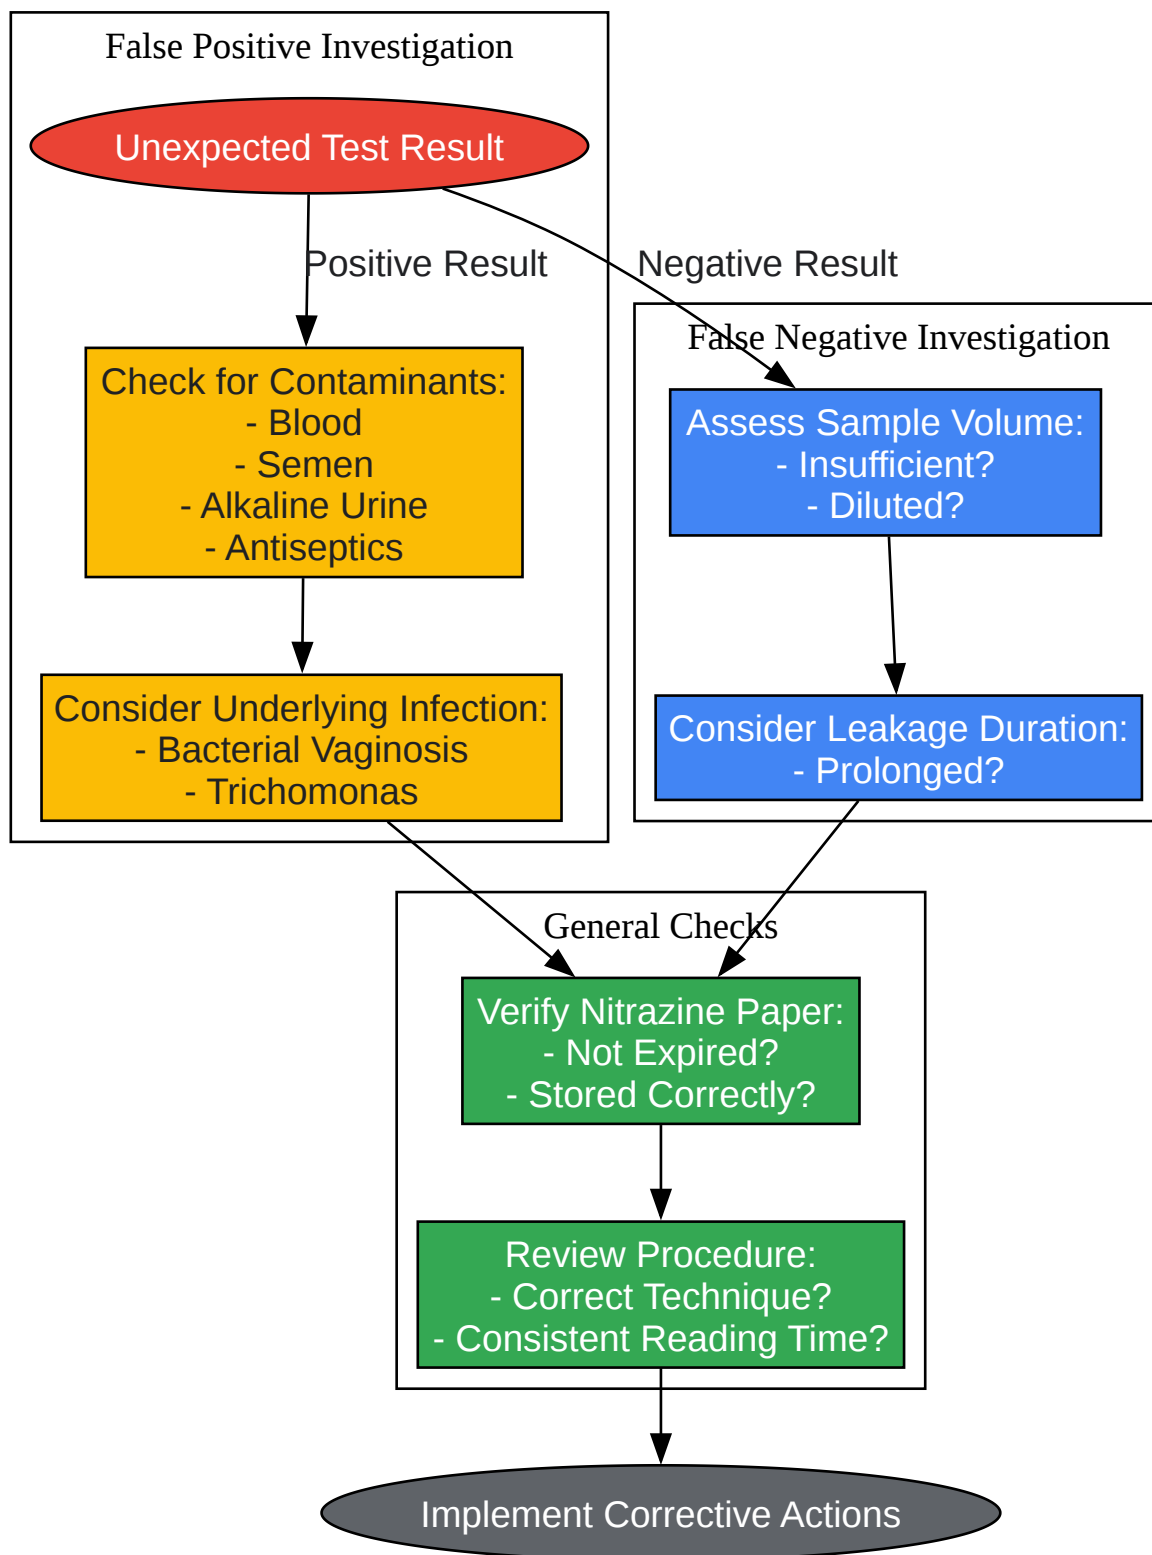 False Positive Investigation
Unexpected Test Result
Positive Result
Negative Result
False Negative Investigation
Check for Contaminants:
- Blood
- Semen
- Alkaline Urine
- Antiseptics
Assess Sample Volume:
- Insufficient?
- Diluted?
Consider Underlying Infection:
- Bacterial Vaginosis
- Trichomonas
Consider Leakage Duration:
- Prolonged?
General Checks
Verify Nitrazine Paper:
- Not Expired?
- Stored Correctly?
Review Procedure:
- Correct Technique?
- Consistent Reading Time?
Implement Corrective Actions